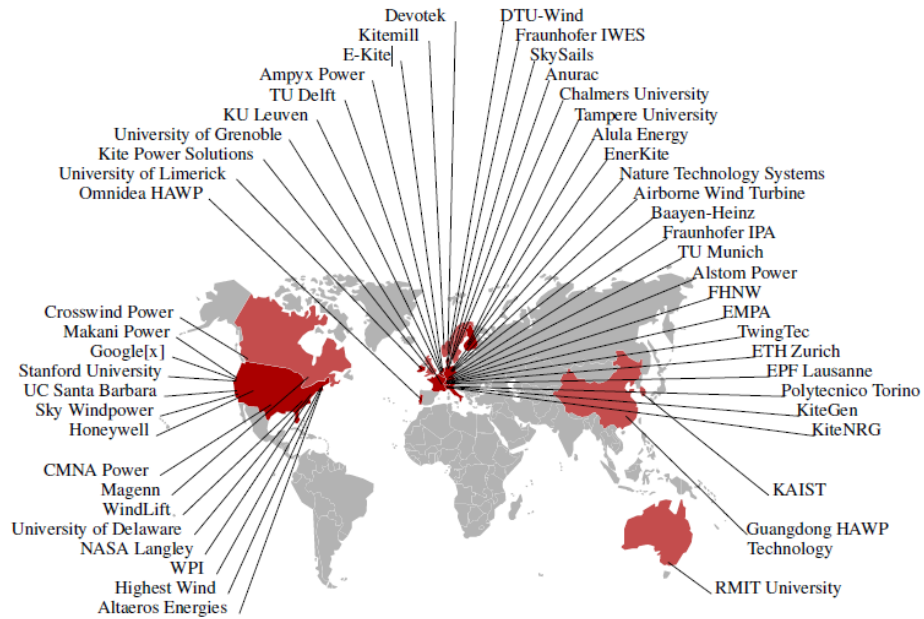 Devotek
Kitemill
E-Kite
Ampyx Power
TU Delft
KU Leuven
University of Grenoble
Kite Power Solutions
University of Limerick
Omnidea HAWP
DTU-Wind
Fraunhofer IWES
SkySails
Anurac
Chalmers University
Tampere University
Alula Energy
EnerKite
Nature Technology Systems
Airborne Wind Turbine
Baayen-Heinz
Fraunhofer IPA
TU Munich
Alstom Power
FHNW
EMPA
TwingTec
ETH Zurich
EPF Lausanne
Polytecnico Torino
KiteGen
KiteNRG
Crosswind Power
Makani Power
Google[x]
Stanford University
UC Santa Barbara
Sky Windpower
Honeywell
CMNA Power
Magenn
WindLift
University of Delaware
NASA Langley
WPI
Highest Wind
Altaeros Energies
KAIST
Guangdong HAWP
Technology
RMIT University